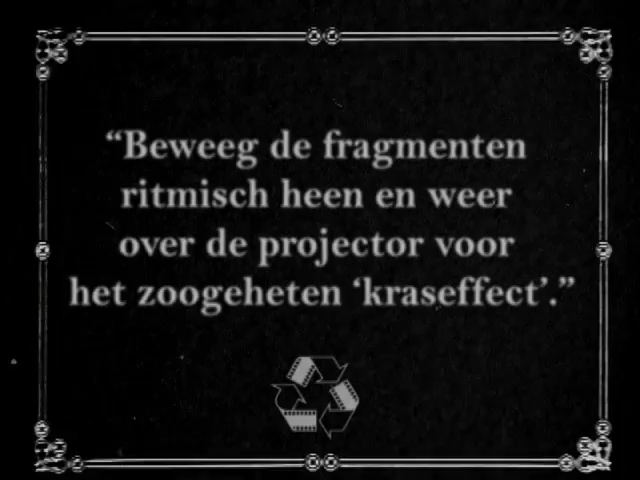 “Beweeg de fragmenten
ritmisch heen en weer
over de projector voor
het zoogeheten ‘kraseffect’.”